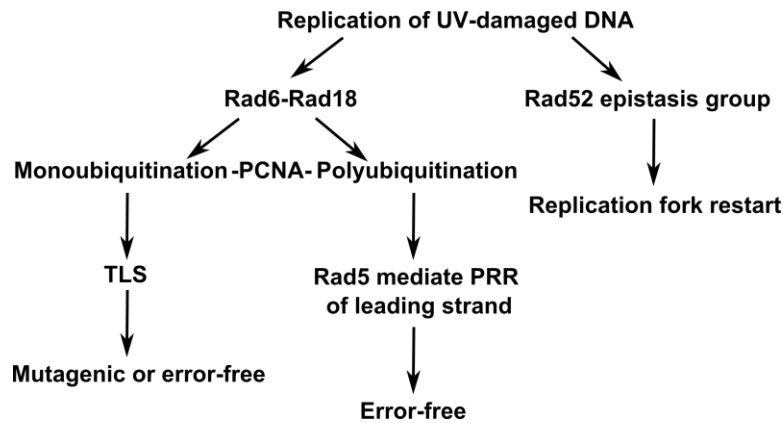 Replication of UV-damaged DNA
Rad6-Rad18
Rad52 epistasis group
Monoubiquitination -PCNA- Polyubiquitination
Replication fork restart
TLS
Rad5 mediate PRR
of leading strand
Mutagenic or error-free
Error-free